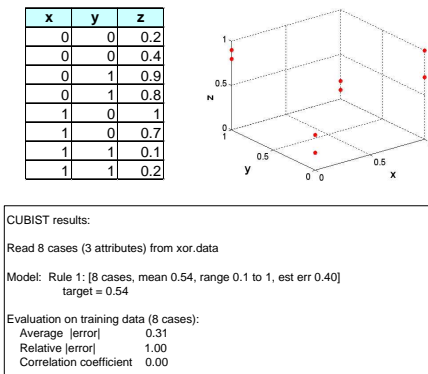 x y z
0 0 0.2
0 0 0.4
0 1 0.9
0 1 0.8
1 0 1
1 0 0.7
1 1 0.1
1 1 0.2
1
0.5
0
z
1
0.5
0
y
0
0.5
x
CUBIST results:
Read 8 cases (3 attributes) from xor.data
Model: Rule 1: [8 cases, mean 0.54, range 0.1 to 1, est err 0.40]
target = 0.54
Evaluation on training data (8 cases):
Average |error| 0.31
Relative |error| 1.00
Correlation coefficient 0.00